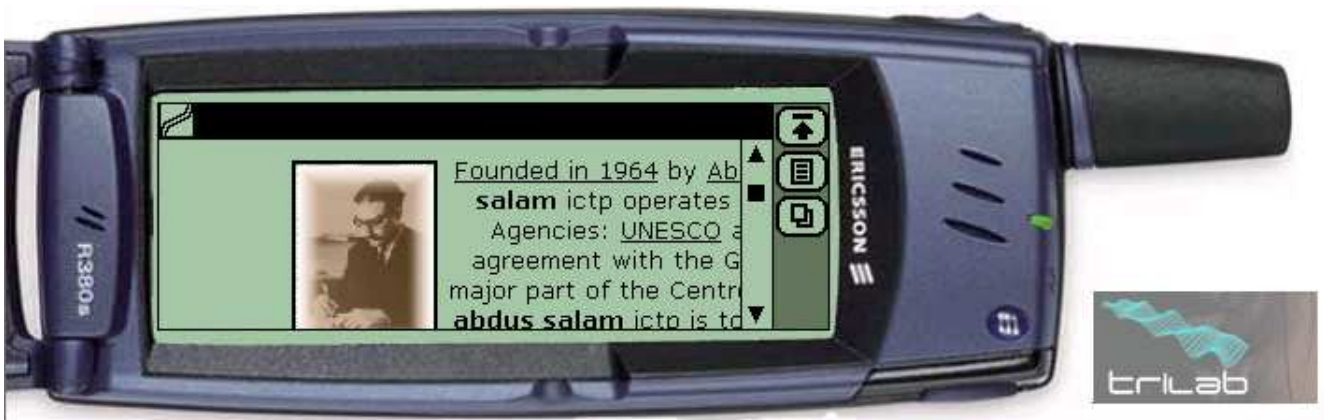 Founded in 1964 by Ab
salam ictp operates
Agencies: UNESCO a
agreement with the G
major part of the Centr
abdus salam ictp is to
ERICSSON
R380s
trilab